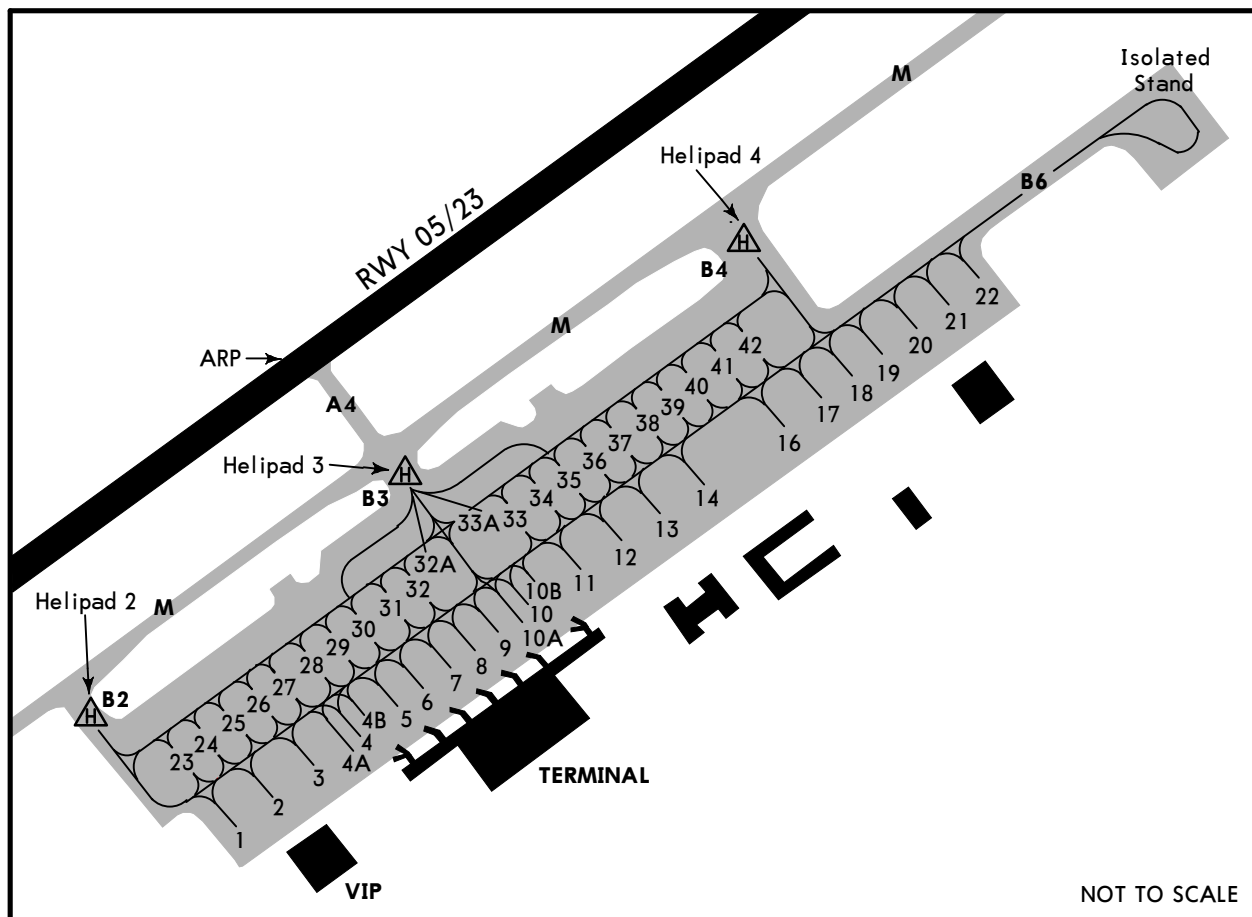 Isolated
Stand
M
Helipad 4
H
B6
RWY 05/23
B4
22
21
20
19
18
17
16
M
ARP
A4
42
41
40
39
38
37
36
35
34
33
33A
14
13
12
11
Helipad 3
H
B3
32A
32
31
30
29
28
27
26
25
24
23
10B
10
10A
9
8
7
6
5
4B
4
4A
3
2
1
Helipad 2
M
H
B2
TERMINAL
VIP
NOT TO SCALE